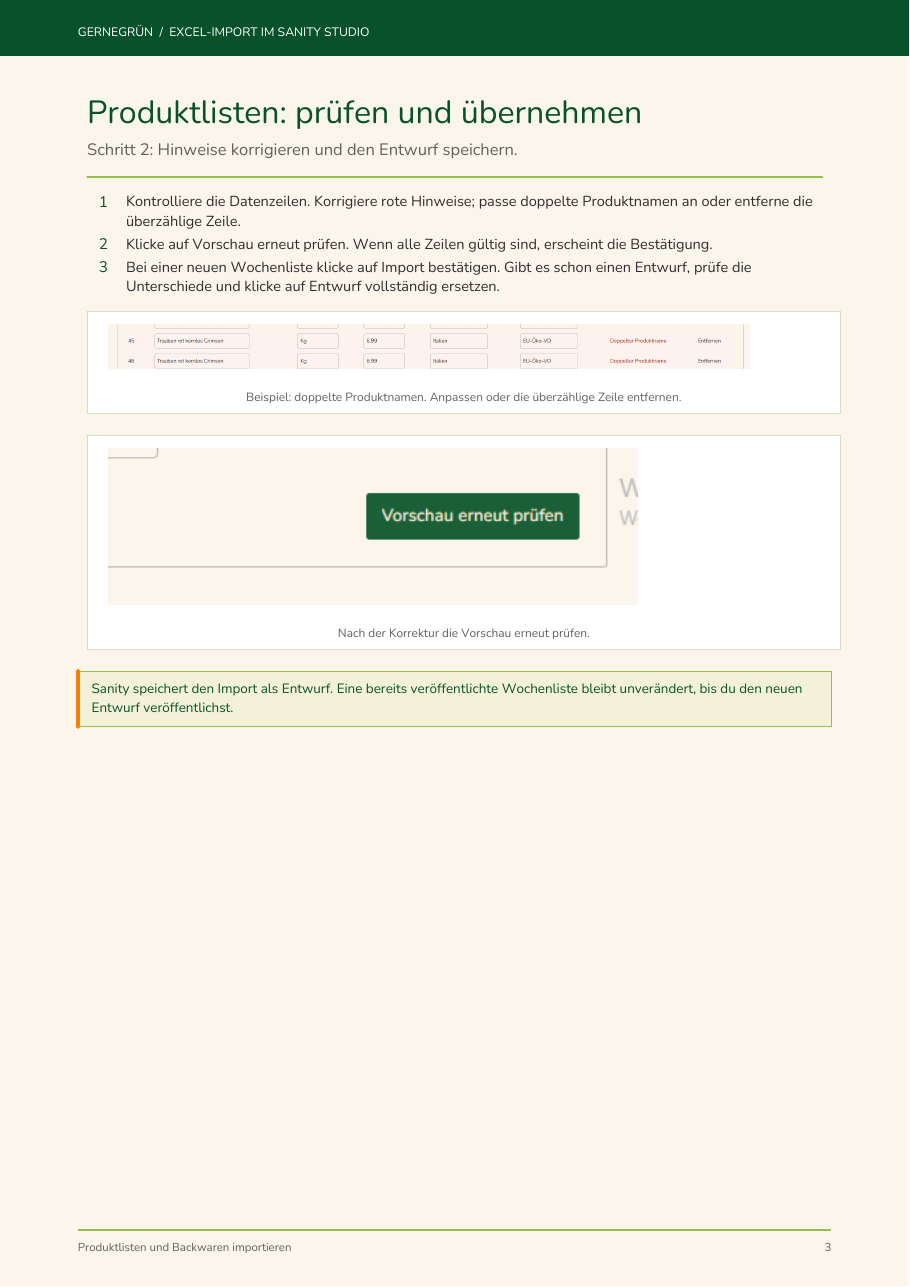 GERNEGRÜN / EXCEL-IMPORT IM SANITY STUDIO
Produktlisten: prüfen und übernehmen
Schritt 2: Hinweise korrigieren und den Entwurf speichern.
1 Kontrolliere die Datenzeilen. Korrigiere rote Hinweise; passe doppelte Produktnamen an oder entferne die
überzählige Zeile.
2 Klicke auf Vorschau erneut prüfen. Wenn alle Zeilen gültig sind, erscheint die Bestätigung.
3 Bei einer neuen Wochenliste klicke auf Import bestätigen. Gibt es schon einen Entwurf, prüfe die
Unterschiede und klicke auf Entwurf vollständig ersetzen.
45 Trauben rot kernlos Crimson Kg 6.99 Italien EU-Öko-VO Doppelter Produktname Entfernen
46 Trauben rot kernlos Crimson Kg 6.99 Italien EU-Öko-VO Doppelter Produktname Entfernen
Beispiel: doppelte Produktnamen. Anpassen oder die überzählige Zeile entfernen.
Vorschau erneut prüfen
Nach der Korrektur die Vorschau erneut prüfen.
Sanity speichert den Import als Entwurf. Eine bereits veröffentlichte Wochenliste bleibt unverändert, bis du den neuen
Entwurf veröffentlichst.
Produktlisten und Backwaren importieren 3